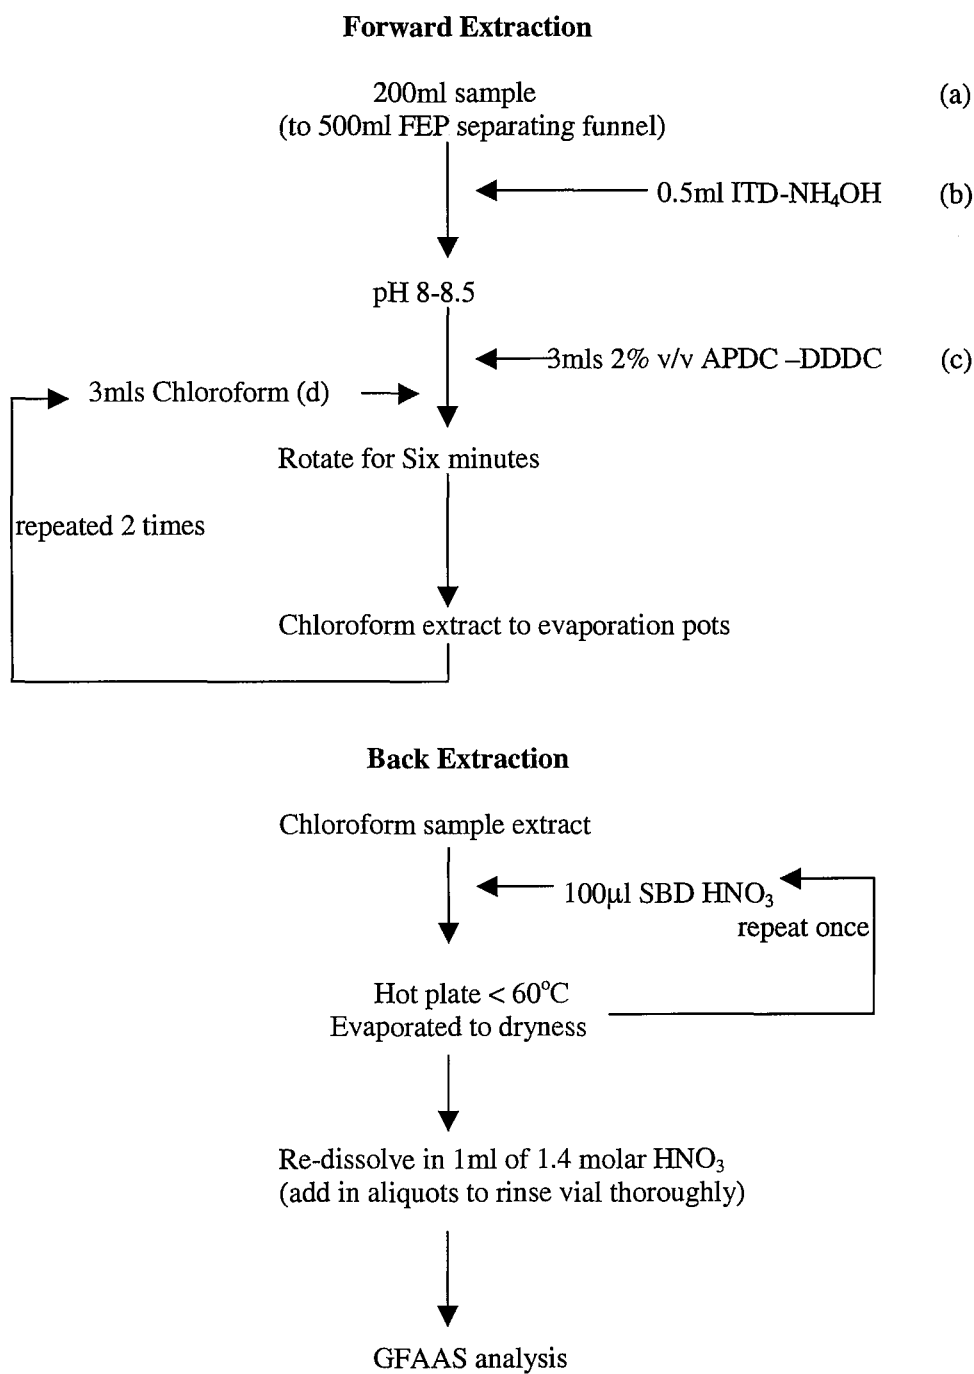 Forward Extraction
200ml sample (a)
(to 500ml FEP separating funnel)
0.5ml ITD-NH₄OH (b)
pH 8-8.5
3mls 2% v/v APDC –DDDC (c)
3mls Chloroform (d)
Rotate for Six minutes
repeated 2 times
Chloroform extract to evaporation pots
Back Extraction
Chloroform sample extract
100µl SBD HNO₃
repeat once
Hot plate < 60°C
Evaporated to dryness
Re-dissolve in 1ml of 1.4 molar HNO₃
(add in aliquots to rinse vial thoroughly)
GFAAS analysis